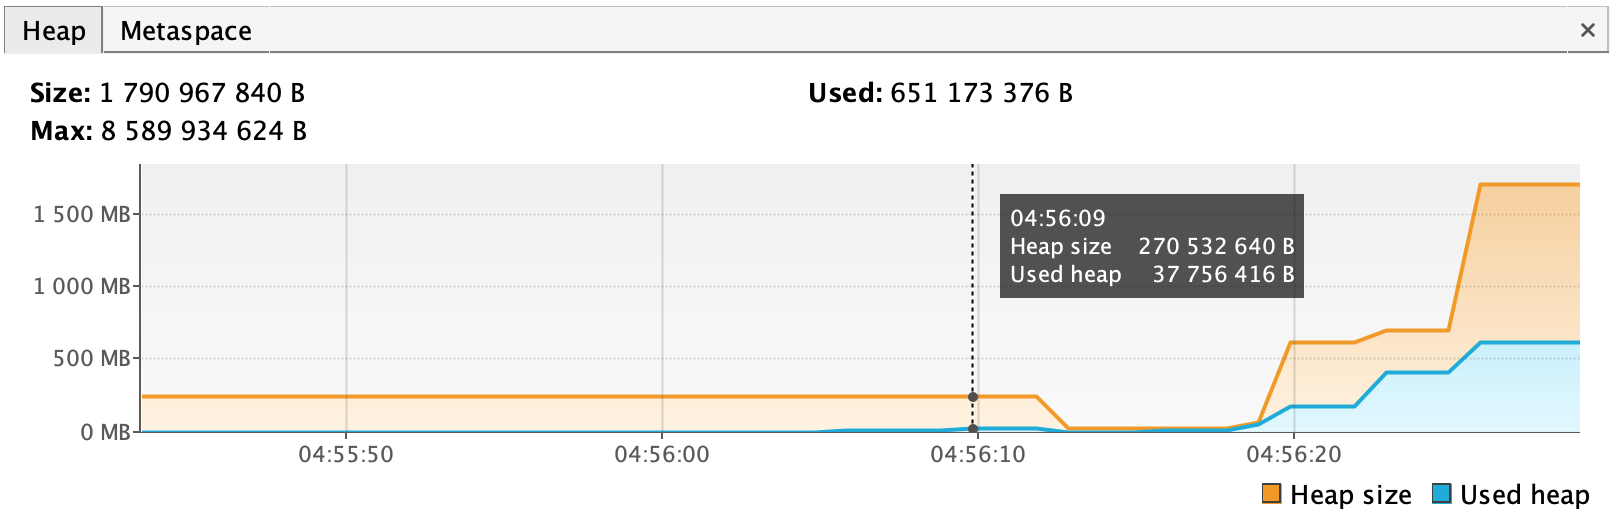 Heap Metaspace ×
Size: 1 790 967 840 B Used: 651 173 376 B
Max: 8 589 934 624 B
1 500 MB
1 000 MB
500 MB
0 MB
04:56:09
Heap size 270 532 640 B
Used heap 37 756 416 B
04:55:50 04:56:00 04:56:10 04:56:20
Heap size Used heap